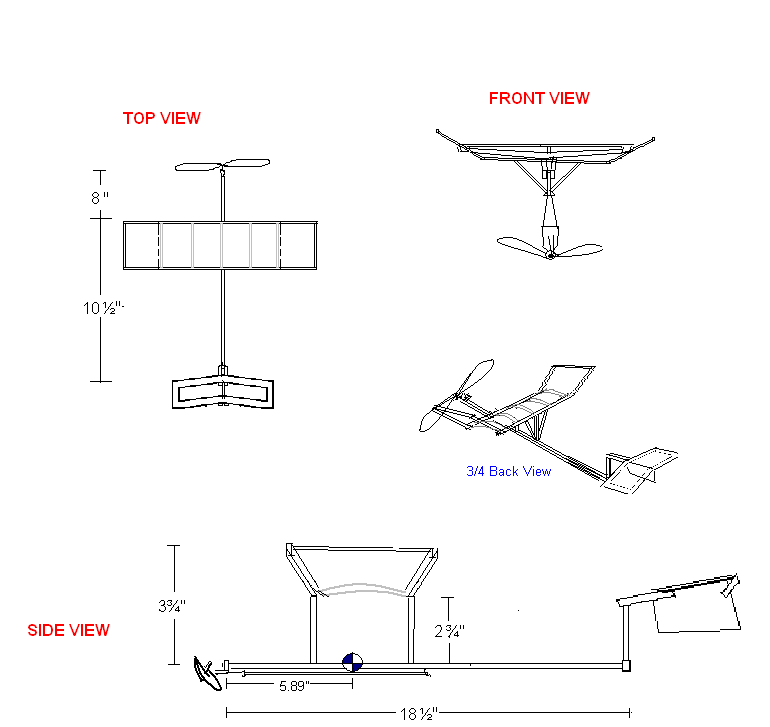 FRONT VIEW
TOP VIEW
8"
10½"
3/4 Back View
3¾"
SIDE VIEW
2¾"
5.89"
18½"